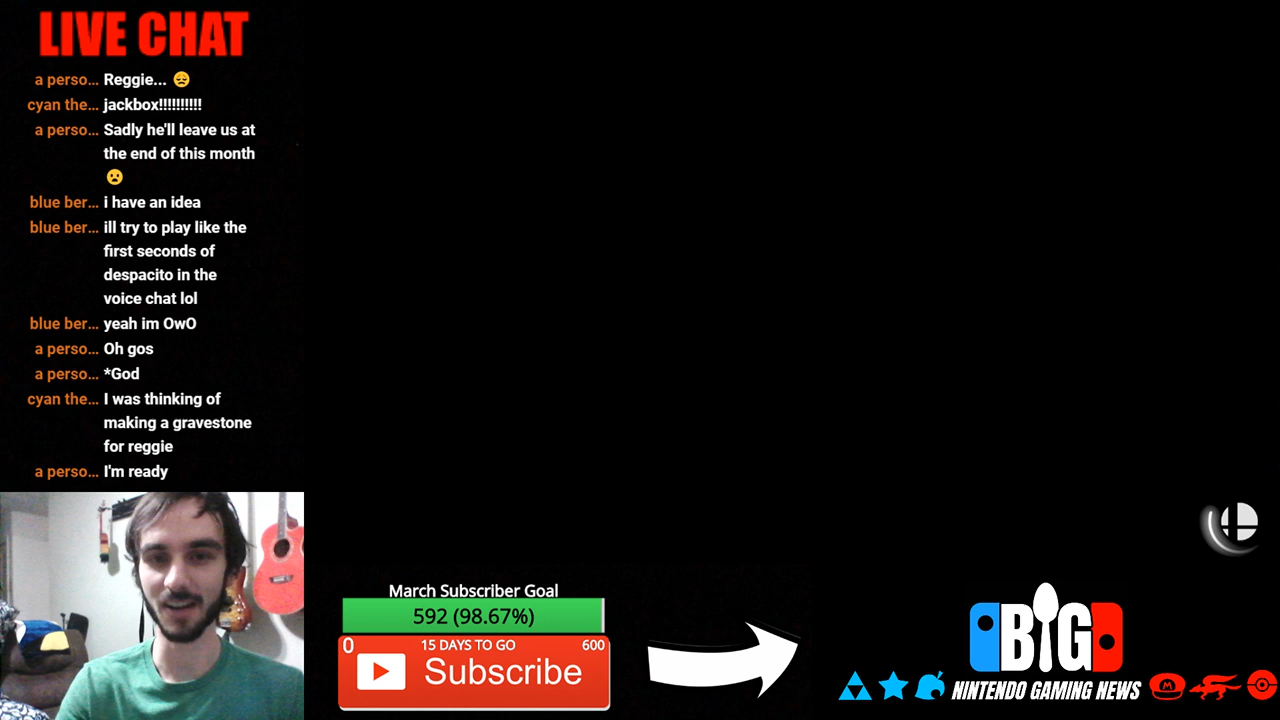 LIVE CHAT
a perso... Reggie... 😔
cyan the... jackbox!!!!!!!!!!
a perso... Sadly he'll leave us at
the end of this month
😦
blue ber... i have an idea
blue ber... ill try to play like the
first seconds of
despacito in the
voice chat lol
blue ber... yeah im OwO
a perso... Oh gos
a perso... *God
cyan the... I was thinking of
making a gravestone
for reggie
a perso... I'm ready
March Subscriber Goal
592 (98.67%)
0 15 DAYS TO GO 600
Subscribe
BIG
NINTENDO GAMING NEWS
M